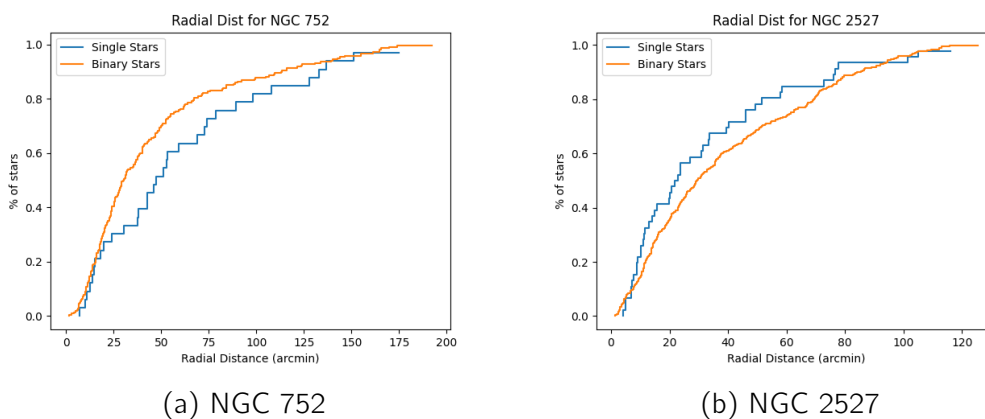 Radial Dist for NGC 752
Single Stars
Binary Stars
% of stars
1.0
0.8
0.6
0.4
0.2
0.0
0 25 50 75 100 125 150 175 200
Radial Distance (arcmin)
(a) NGC 752
Radial Dist for NGC 2527
Single Stars
Binary Stars
% of stars
1.0
0.8
0.6
0.4
0.2
0.0
0 20 40 60 80 100 120
Radial Distance (arcmin)
(b) NGC 2527